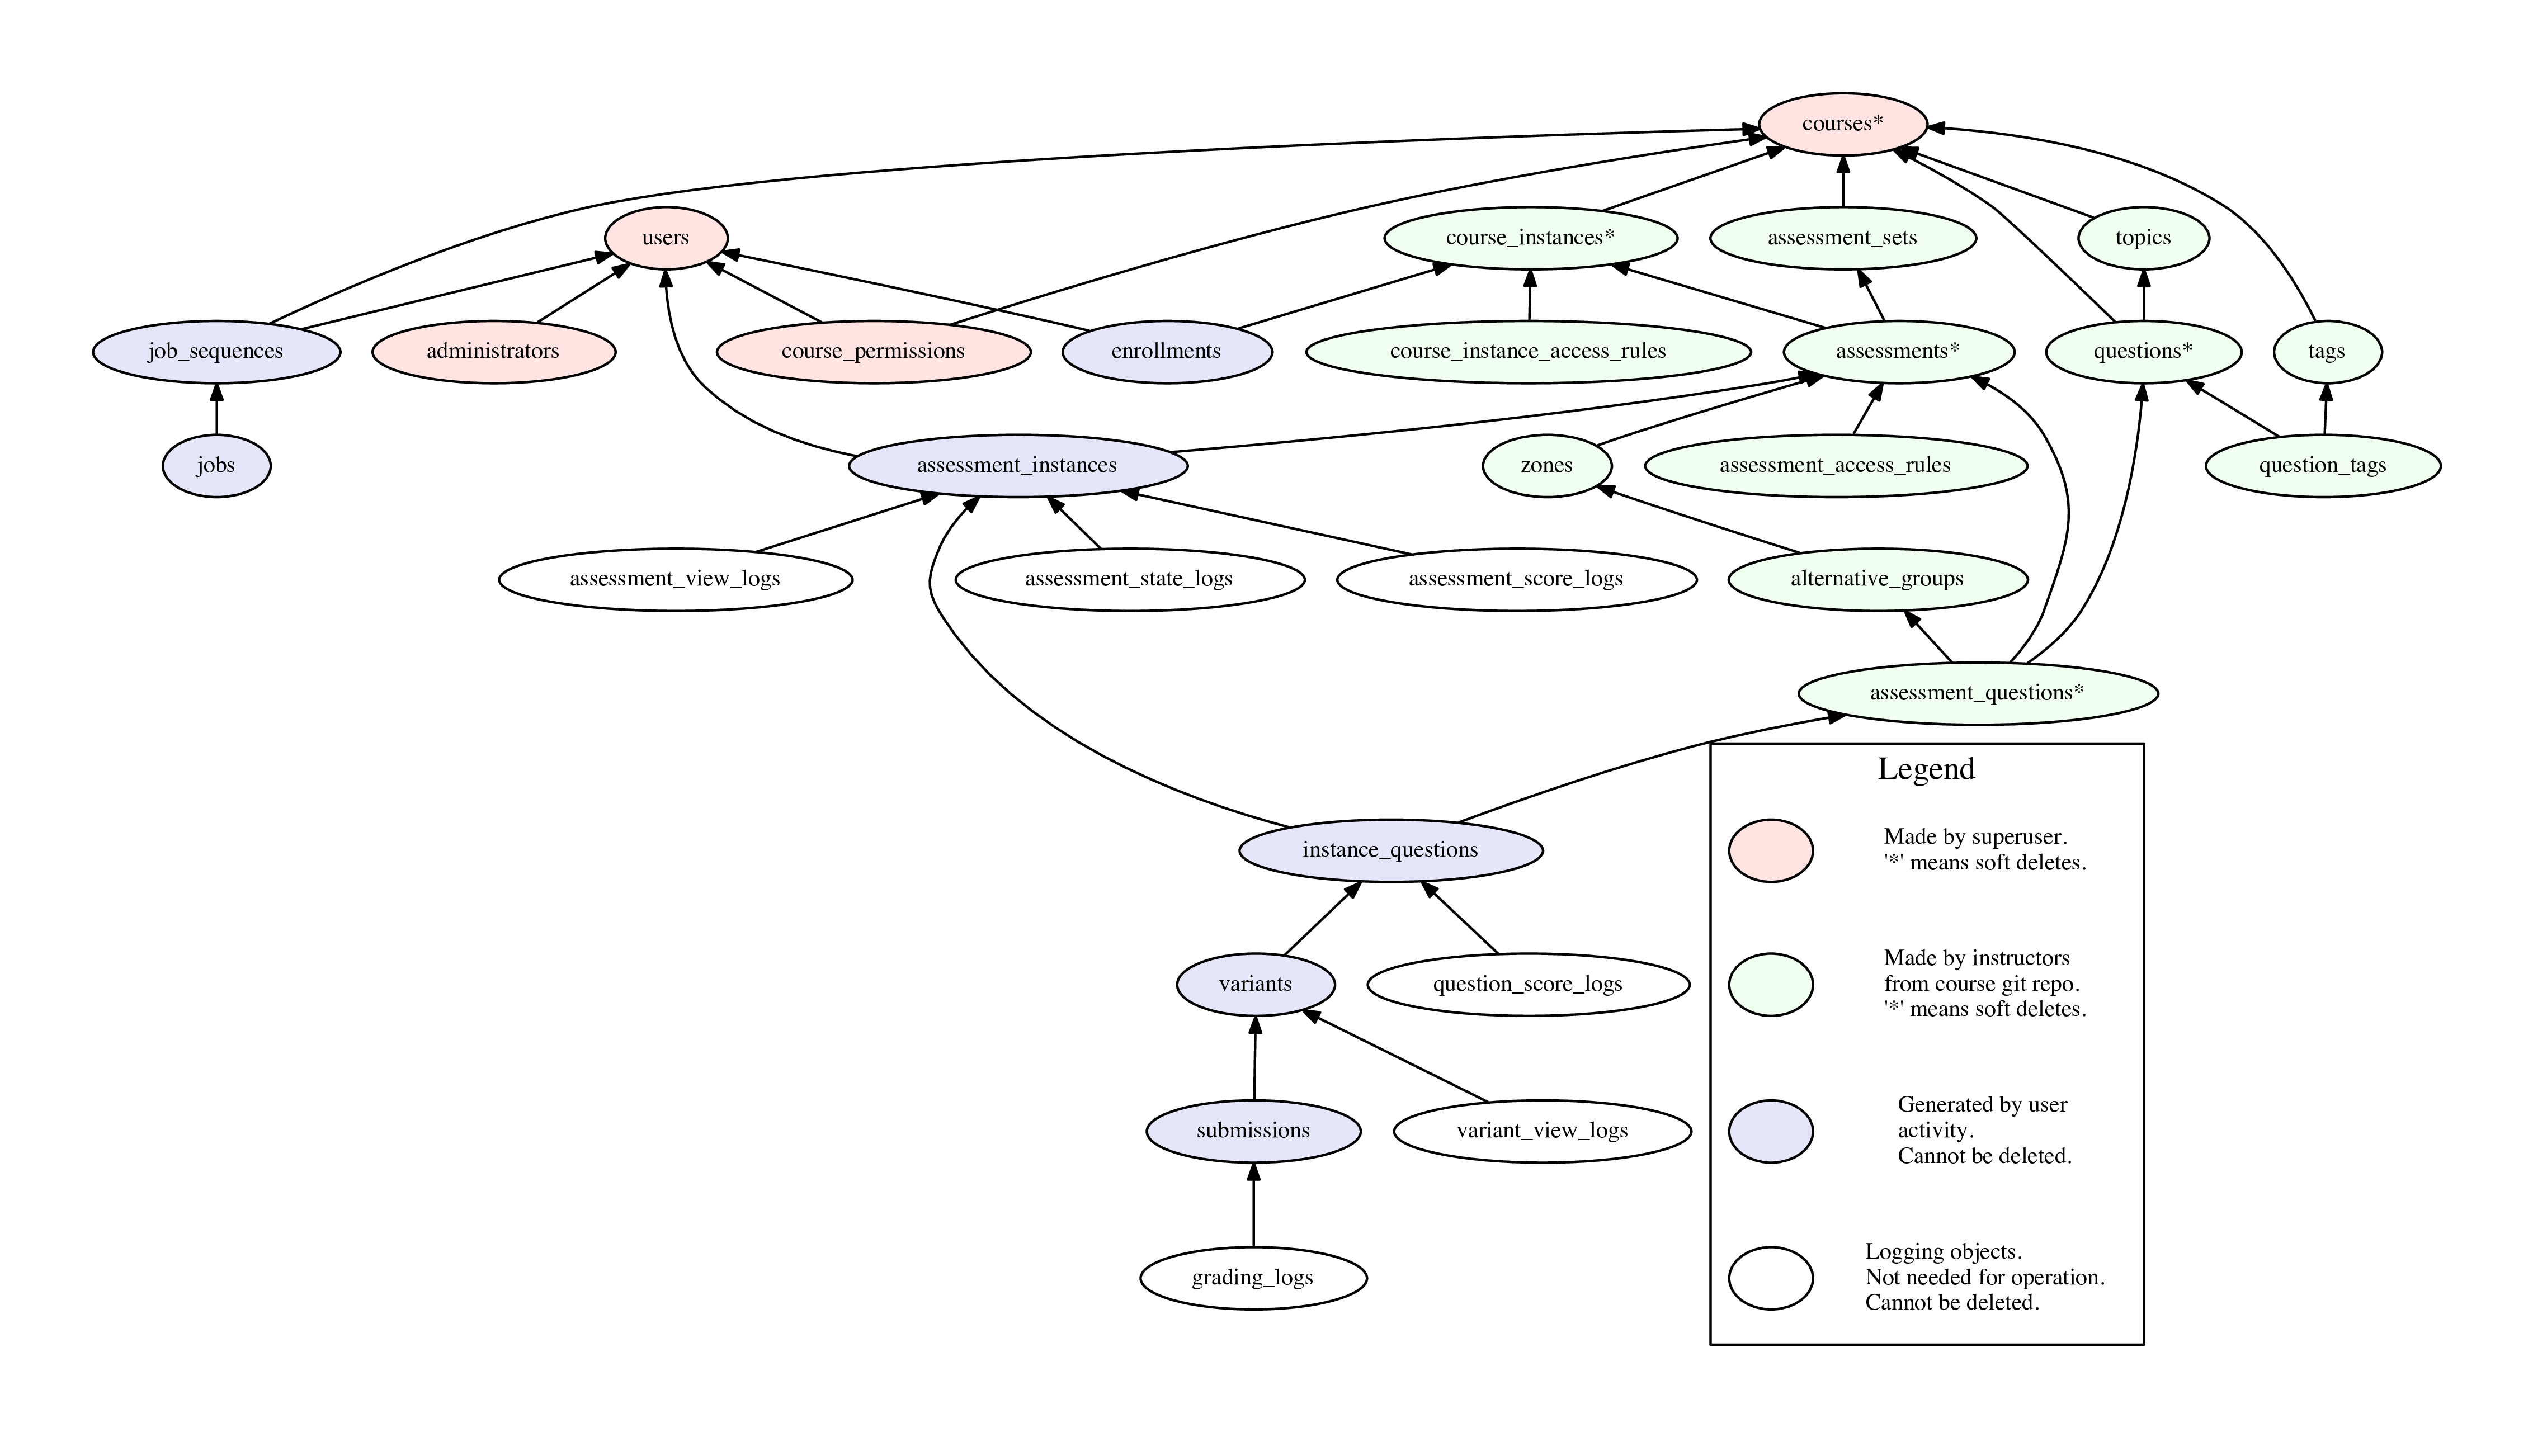 courses*
users
course_instances*
assessment_sets
topics
job_sequences
administrators
course_permissions
enrollments
course_instance_access_rules
assessments*
questions*
tags
jobs
assessment_instances
zones
assessment_access_rules
question_tags
assessment_view_logs
assessment_state_logs
assessment_score_logs
alternative_groups
assessment_questions*
instance_questions
variants
question_score_logs
submissions
variant_view_logs
grading_logs
Legend
Made by superuser.
'*' means soft deletes.
Made by instructors
from course git repo.
'*' means soft deletes.
Generated by user
activity.
Cannot be deleted.
Logging objects.
Not needed for operation.
Cannot be deleted.